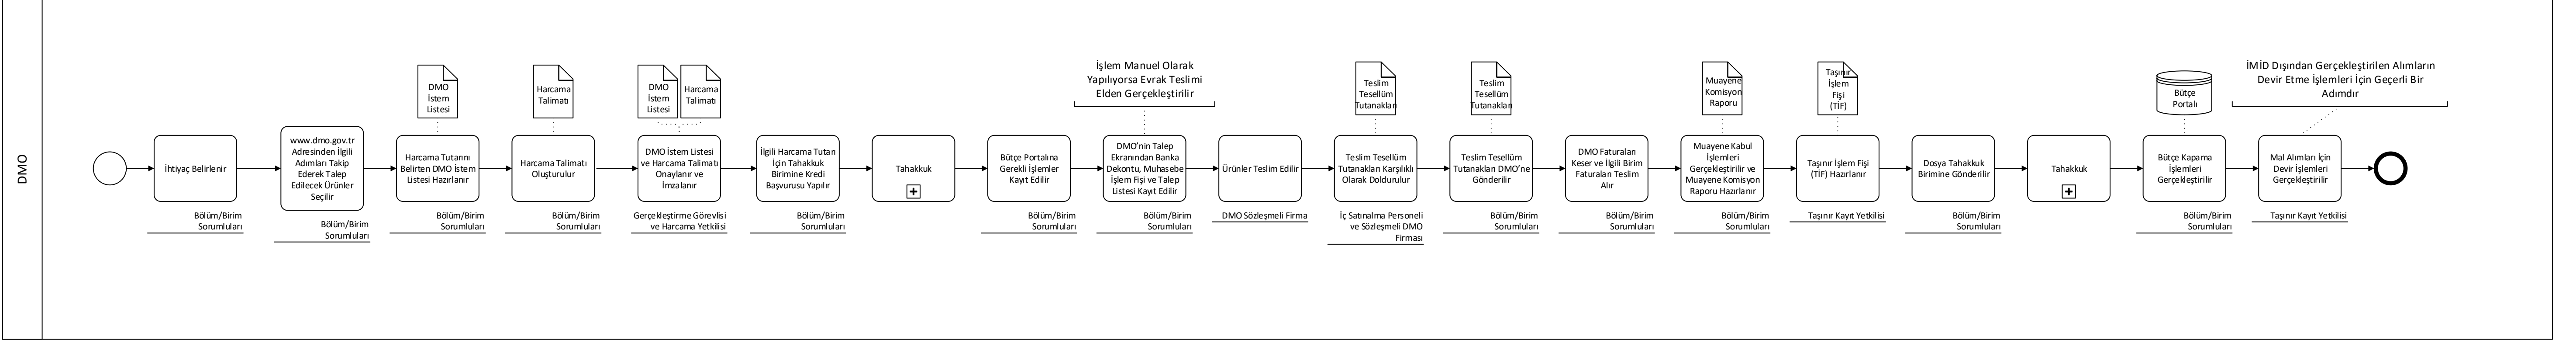 DMO
İhtiyaç Belirlenir
Bölüm/Birim
Sorumluları
www.dmo.gov.tr
Adresinden İlgili
Adımları Takip
Ederek Talep
Edilecek Ürünler
Seçilir
Bölüm/Birim
Sorumluları
DMO
İstem
Listesi
Harcama Tutarını
Belirten DMO İstem
Listesi Hazırlanır
Bölüm/Birim
Sorumluları
Harcama
Talimatı
Harcama Talimatı
Oluşturulur
Bölüm/Birim
Sorumluları
DMO
İstem
Listesi
Harcama
Talimatı
DMO İstem Listesi
ve Harcama Talimatı
Onaylanır ve
İmzalanır
Gerçekleştirme Görevlisi
ve Harcama Yetkilisi
İlgili Harcama Tutarı
İçin Tahakkuk
Birimine Kredi
Başvurusu Yapılır
Bölüm/Birim
Sorumluları
Tahakkuk
Bütçe Portalına
Gerekli İşlemler
Kayıt Edilir
Bölüm/Birim
Sorumluları
İşlem Manuel Olarak
Yapılıyorsa Evrak Teslimi
Elden Gerçekleştirilir
DMO'nin Talep
Ekranından Banka
Dekontu, Muhasebe
İşlem Fişi ve Talep
Listesi Kayıt Edilir
Bölüm/Birim
Sorumluları
Ürünler Teslim Edilir
DMO Sözleşmeli Firma
Teslim
Tesellüm
Tutanakları
Teslim Tesellüm
Tutanakları Karşılıklı
Olarak Doldurulur
İç Satınalma Personeli
ve Sözleşmeli DMO
Firması
Teslim
Tesellüm
Tutanakları
Teslim Tesellüm
Tutanakları DMO'ne
Gönderilir
Bölüm/Birim
Sorumluları
DMO Faturaları
Keser ve İlgili Birim
Faturaları Teslim
Alır
Bölüm/Birim
Sorumluları
Muayene
Komisyon
Raporu
Muayene Kabul
İşlemleri
Gerçekleştirilir ve
Muayene Komisyon
Raporu Hazırlanır
Bölüm/Birim
Sorumluları
Taşınır
İşlem
Fişi
(TİF)
Taşınır İşlem Fişi
(TİF) Hazırlanır
Taşınır Kayıt Yetkilisi
Dosya Tahakkuk
Birimine Gönderilir
Bölüm/Birim
Sorumluları
Tahakkuk
Bütçe
Portalı
Bütçe Kapama
İşlemleri
Gerçekleştirilir
Bölüm/Birim
Sorumluları
İMİD Dışından Gerçekleştirilen Alımların
Devir Etme İşlemleri İçin Geçerli Bir
Adımdır
Mal Alımları İçin
Devir İşlemleri
Gerçekleştirilir
Taşınır Kayıt Yetkilisi